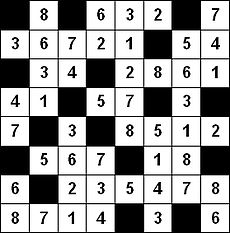 8 6 3 2 7
3 6 7 2 1 5 4
3 4 2 8 6 1
4 1 5 7 3
7 3 8 5 1 2
5 6 7 1 8
6 2 3 5 4 7 8
8 7 1 4 3 6